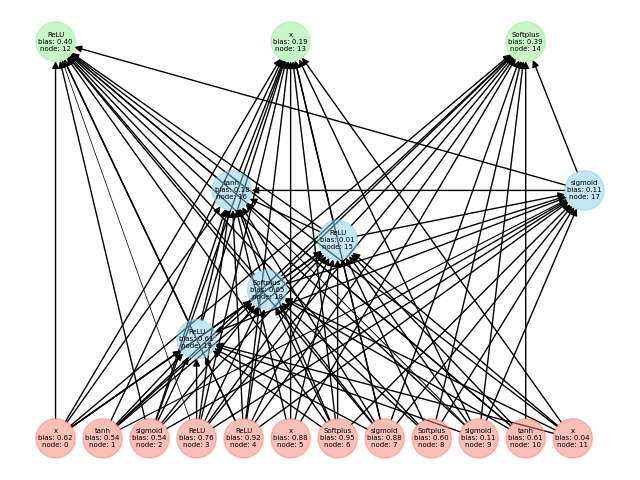 ReLU
bias: 0.40
node: 12
x
bias: 0.19
node: 13
Softplus
bias: 0.39
node: 14
tanh
bias: 0.18
node: 16
sigmoid
bias: 0.11
node: 17
ReLU
bias: 0.01
node: 15
Softplus
bias: 0.05
node: 18
ReLU
bias:
node:
x
bias: 0.62
node: 0
tanh
bias: 0.54
node: 1
sigmoid
bias: 0.54
node: 2
ReLU
bias: 0.76
node: 3
ReLU
bias: 0.92
node: 4
x
bias: 0.88
node: 5
Softplus
bias: 0.95
node: 6
sigmoid
bias: 0.88
node: 7
Softplus
bias: 0.60
node: 8
sigmoid
bias: 0.11
node: 9
tanh
bias: 0.61
node: 10
x
bias: 0.04
node: 11